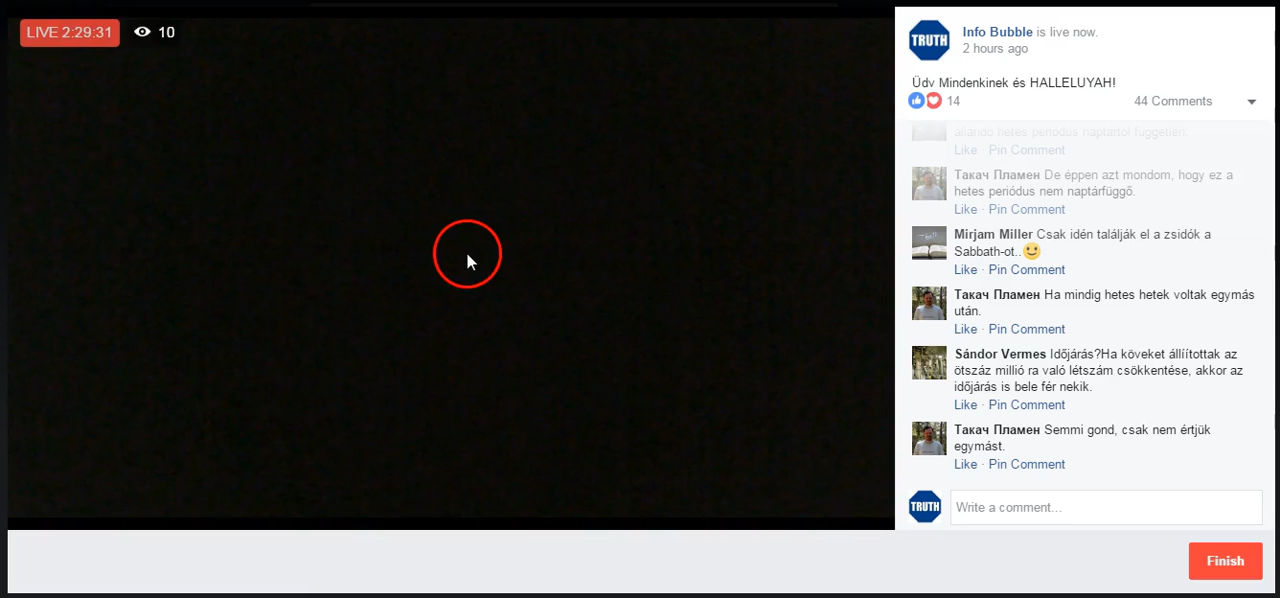 LIVE 2:29:31 10
TRUTH
Info Bubble is live now.
2 hours ago
Üdv Mindenkinek és HALLELUYAH!
14 44 Comments
állandó hetes periódus naptártól független.
Like · Pin Comment
Такач Пламен De éppen azt mondom, hogy ez a
hetes periódus nem naptárfüggő.
Like · Pin Comment
Mirjam Miller Csak idén találják el a zsidók a
Sabbath-ot..
Like · Pin Comment
Такач Пламен Ha mindig hetes hetek voltak egymás
után.
Like · Pin Comment
Sándor Vermes Időjárás?Ha köveket állíítottak az
ötszáz millió ra való létszám csökkentése, akkor az
időjárás is bele fér nekik.
Like · Pin Comment
Такач Пламен Semmi gond, csak nem értjük
egymást.
Like · Pin Comment
TRUTH
Write a comment...
Finish